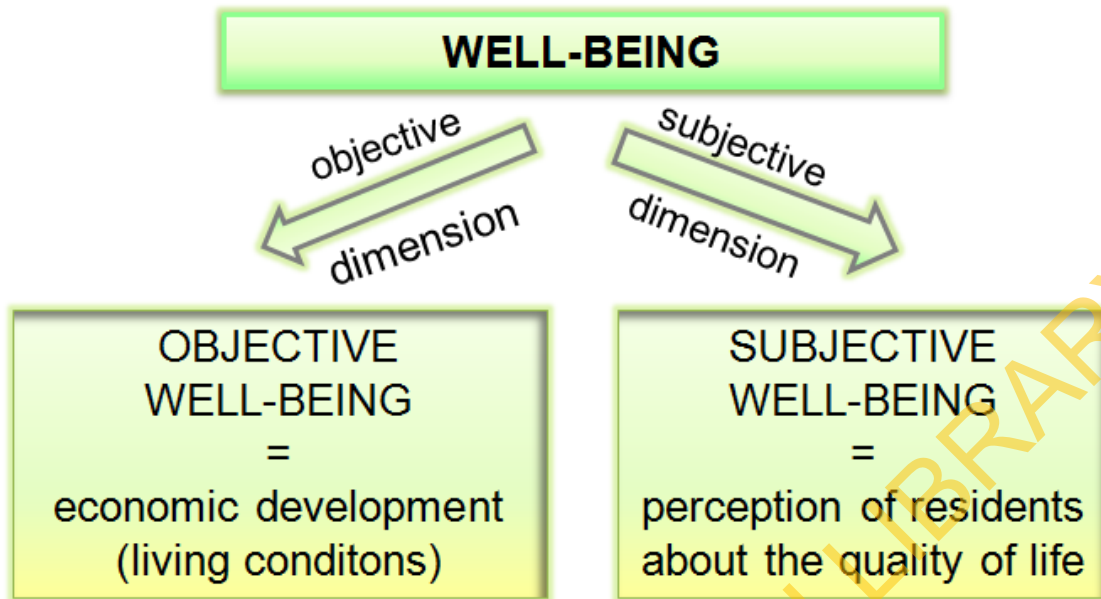 WELL-BEING
objective
dimension
subjective
dimension
OBJECTIVE
WELL-BEING
=
economic development
(living conditons)
SUBJECTIVE
WELL-BEING
=
perception of residents
about the quality of life
LIBRARY